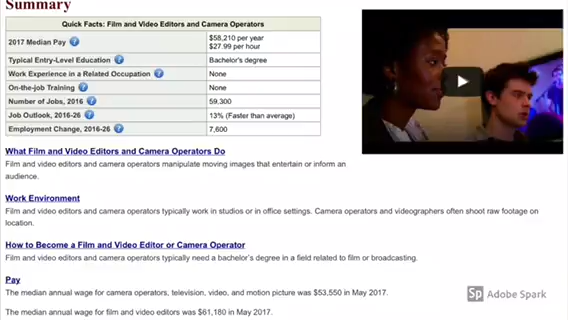 Summary
Quick Facts: Film and Video Editors and Camera Operators
2017 Median Pay ? $58,210 per year
$27.99 per hour
Typical Entry-Level Education ? Bachelor's degree
Work Experience in a Related Occupation ? None
On-the-job Training ? None
Number of Jobs, 2016 ? 59,300
Job Outlook, 2016-26 ? 13% (Faster than average)
Employment Change, 2016-26 ? 7,600
What Film and Video Editors and Camera Operators Do
Film and video editors and camera operators manipulate moving images that entertain or inform an
audience.
Work Environment
Film and video editors and camera operators typically work in studios or in office settings. Camera operators and videographers often shoot raw footage on
location.
How to Become a Film and Video Editor or Camera Operator
Film and video editors and camera operators typically need a bachelor's degree in a field related to film or broadcasting.
Pay
The median annual wage for camera operators, television, video, and motion picture was $53,550 in May 2017.
The median annual wage for film and video editors was $61,180 in May 2017.
Sp Adobe Spark